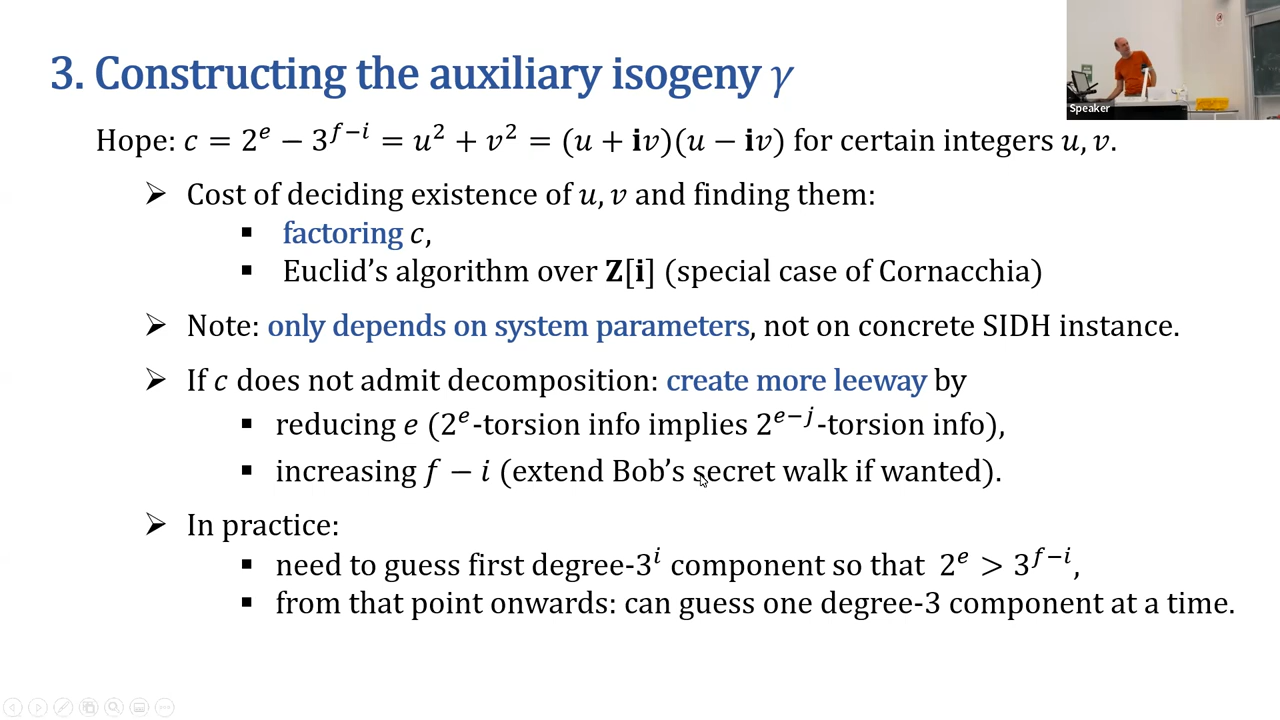 3. Constructing the auxiliary isogeny γ
Hope: c = 2^e − 3^{f−i} = u² + v² = (u + iv)(u − iv) for certain integers u, v.
➢ Cost of deciding existence of u, v and finding them:
▪ factoring c,
▪ Euclid's algorithm over Z[i] (special case of Cornacchia)
➢ Note: only depends on system parameters, not on concrete SIDH instance.
➢ If c does not admit decomposition: create more leeway by
▪ reducing e (2^e-torsion info implies 2^{e−j}-torsion info),
▪ increasing f − i (extend Bob's secret walk if wanted).
➢ In practice:
▪ need to guess first degree-3^i component so that 2^e > 3^{f−i},
▪ from that point onwards: can guess one degree-3 component at a time.
Speaker